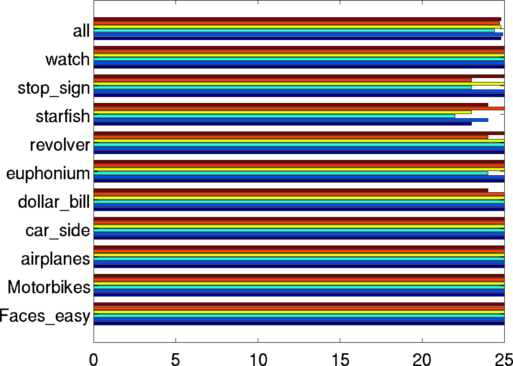 all
watch
stop_sign
starfish
revolver
euphonium
dollar_bill
car_side
airplanes
Motorbikes
Faces_easy
0 5 10 15 20 25